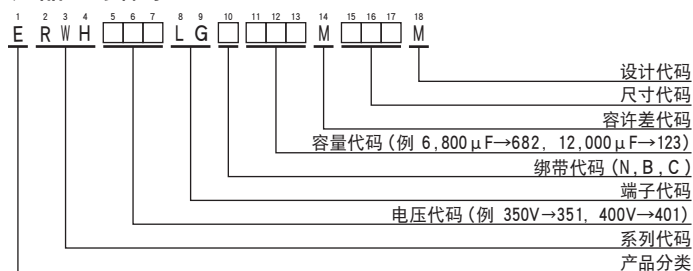 1 2 3 4 5 6 7 8 9 10 11 12 13 14 15 16 17 18
E R W H □□□ L G □ □□□ M □□□ M
设计代码
尺寸代码
容许差代码
容量代码(例 6,800μF→682, 12,000μF→123)
绑带代码(N,B,C)
端子代码
电压代码(例 350V→351, 400V→401)
系列代码
产品分类